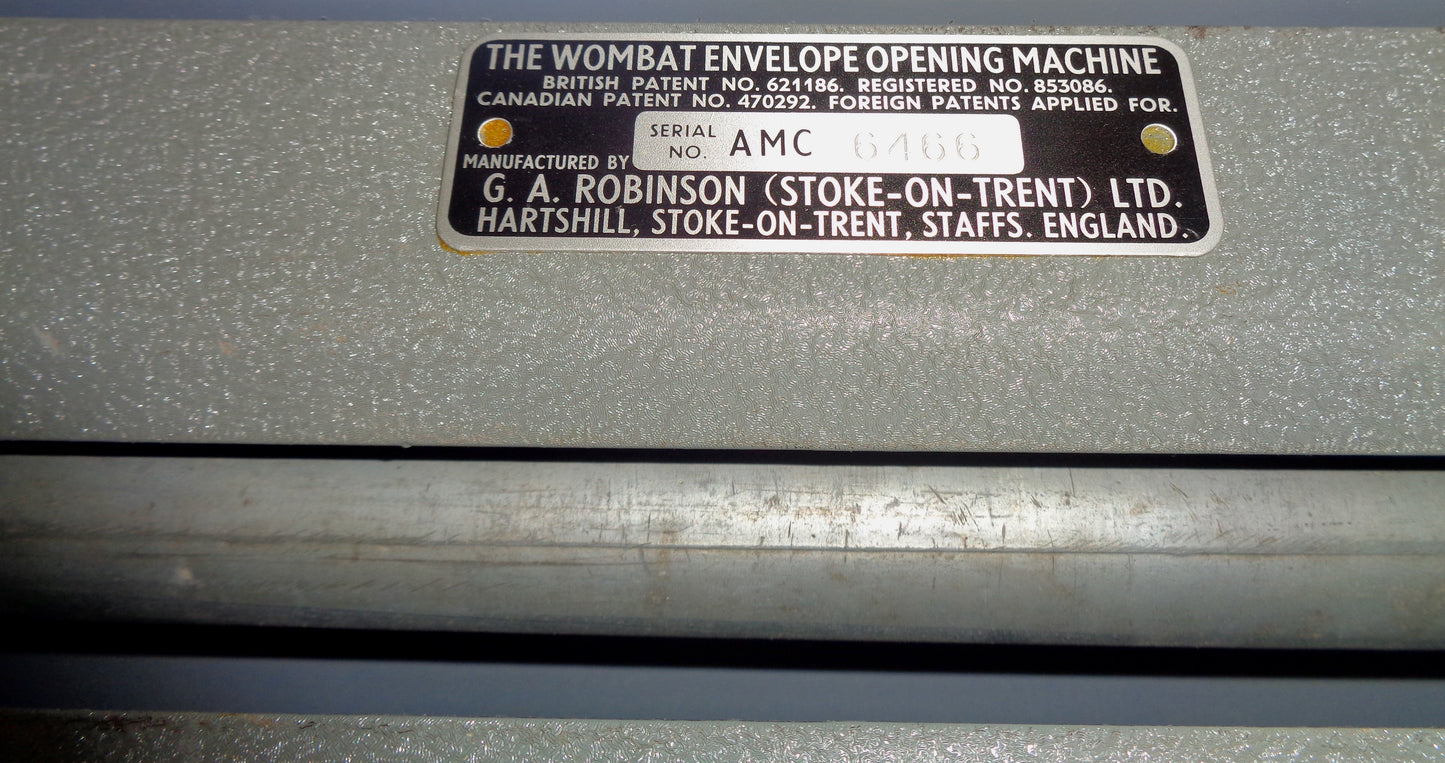 THE WOMBAT ENVELOPE OPENING MACHINE
BRITISH PATENT NO. 621186. REGISTERED NO. 853086.
CANADIAN PATENT NO. 470292. FOREIGN PATENTS APPLIED FOR.
SERIAL NO. AMC 6466
MANUFACTURED BY
G. A. ROBINSON (STOKE-ON-TRENT) LTD.
HARTSHILL, STOKE-ON-TRENT, STAFFS. ENGLAND.